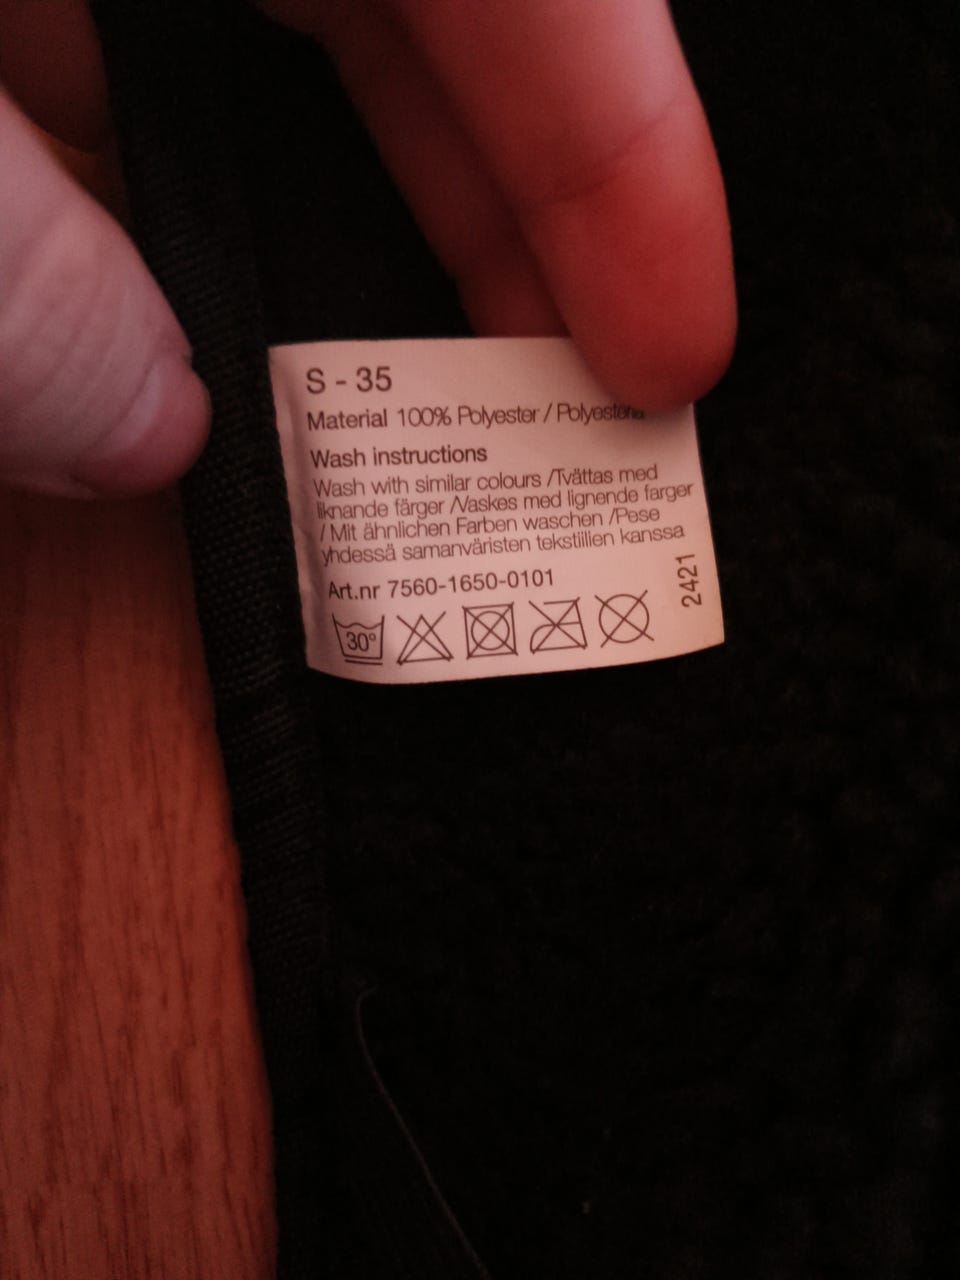 S - 35
Material 100% Polyester / Polyesteriä
Wash instructions
Wash with similar colours /Tvättas med
liknande färger /Vaskes med lignende farger
/ Mit ähnlichen Farben waschen /Pese
yhdessä samanväristen tekstiilien kanssa
Art.nr 7560-1650-0101
2421
30°